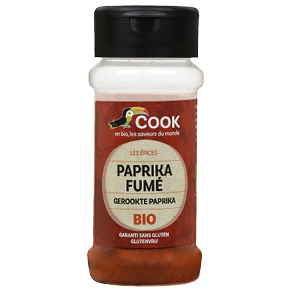 COOK
en bio, les saveurs du monde
LES ÉPICES
PAPRIKA
FUMÉ
GEROOKTE PAPRIKA
BIO
GARANTI SANS GLUTEN
GLUTENVRIJ